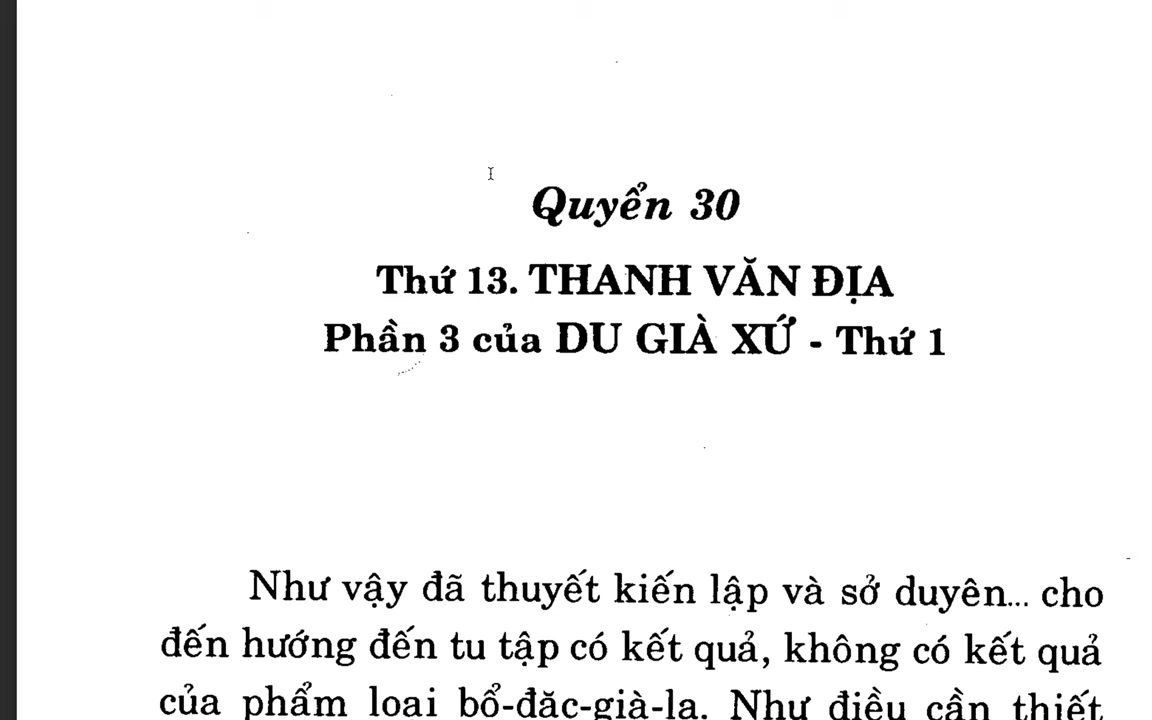 Quyển 30
Thứ 13. THANH VĂN ĐỊA
Phần 3 của DU GIÀ XỨ - Thứ 1
Như vậy đã thuyết kiến lập và sở duyên... cho
đến hướng đến tu tập có kết quả, không có kết quả
của phẩm loại bổ-đặc-già-la. Như điều cần thiết